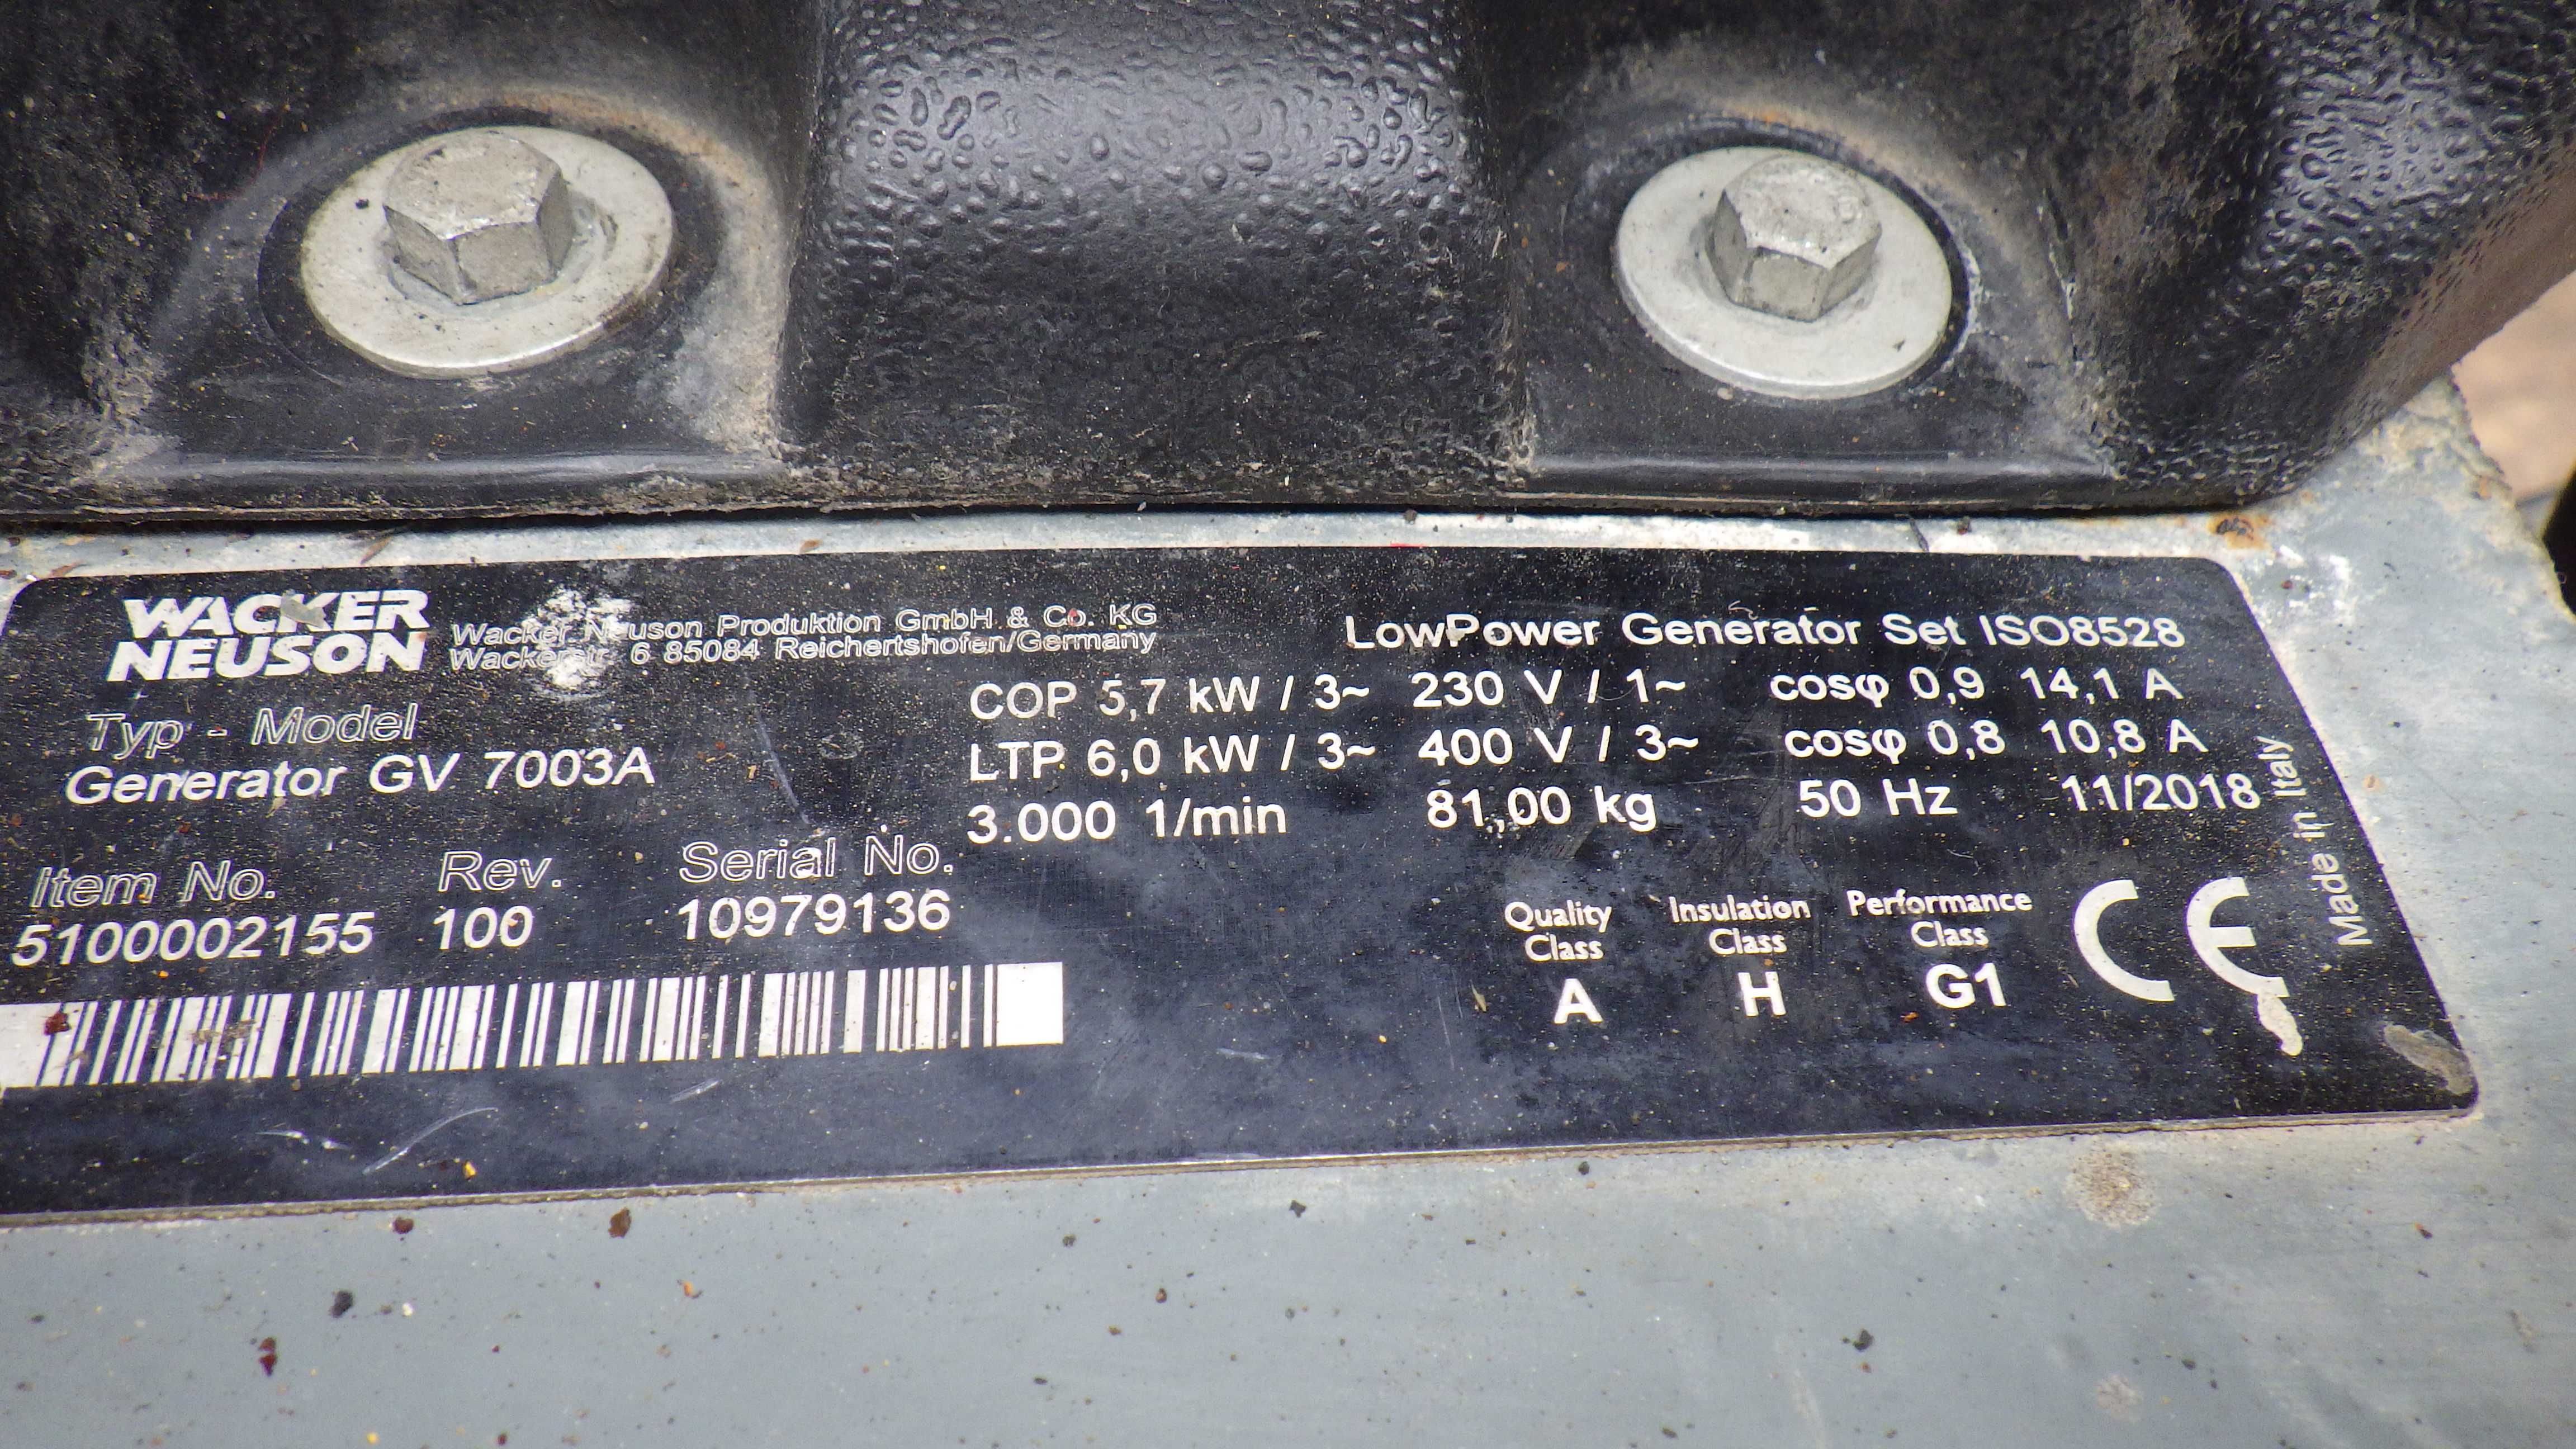 WACKER
NEUSON
Wacker Neuson Produktion GmbH & Co. KG
Wackerstr. 6 85084 Reichertshofen/Germany
Typ - Model
Generator GV 7003A
Item No. Rev. Serial No.
5100002155 100 10979136
LowPower Generator Set ISO8528
COP 5,7 kW / 3~ 230 V / 1~ cosφ 0,9 14,1 A
LTP 6,0 kW / 3~ 400 V / 3~ cosφ 0,8 10,8 A
3.000 1/min 81,00 kg 50 Hz 11/2018
Quality Class Insulation Class Performance Class
A H G1
CE
Made in Italy